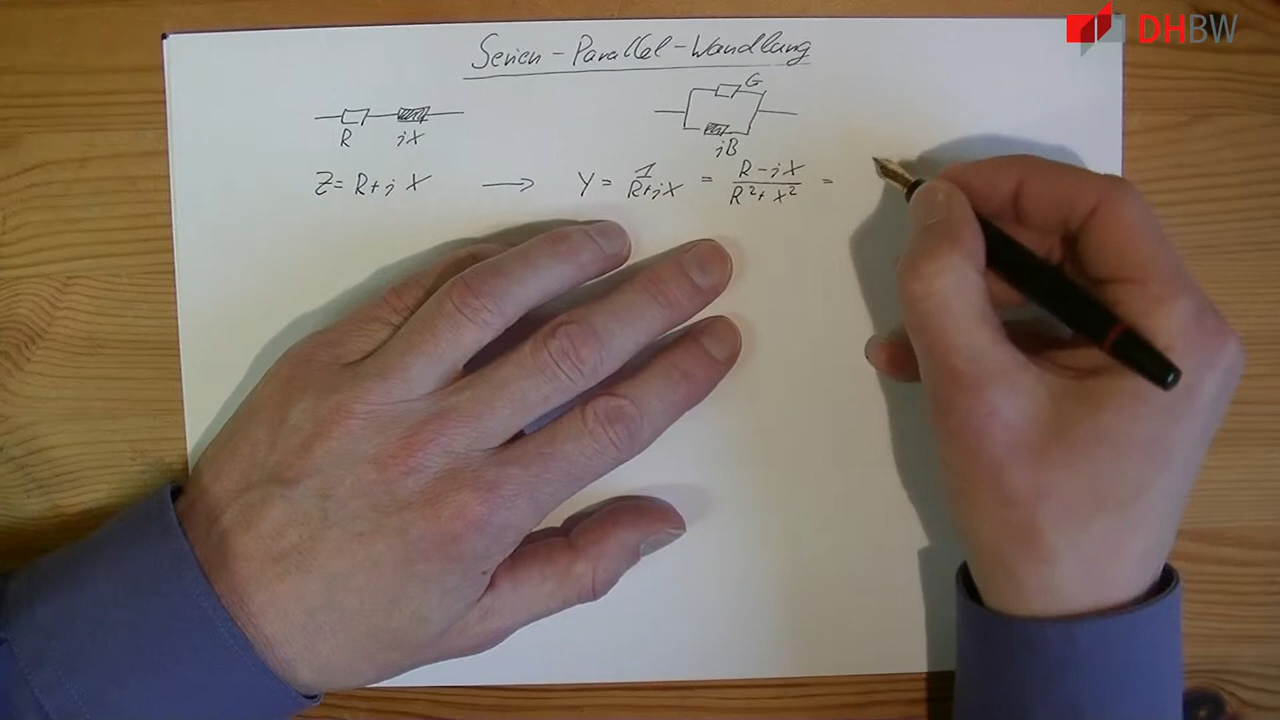 DHBW
Serien-Parallel-Wandlung
G
R jX
jB
Z = R + j X → Y = 1 / R+jX = R - jX / R² + X² =